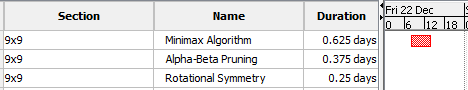 Section Name Duration Fri 22 Dec
0 6 12 18 0
9x9 Minimax Algorithm 0.625 days
9x9 Alpha-Beta Pruning 0.375 days
9x9 Rotational Symmetry 0.25 days